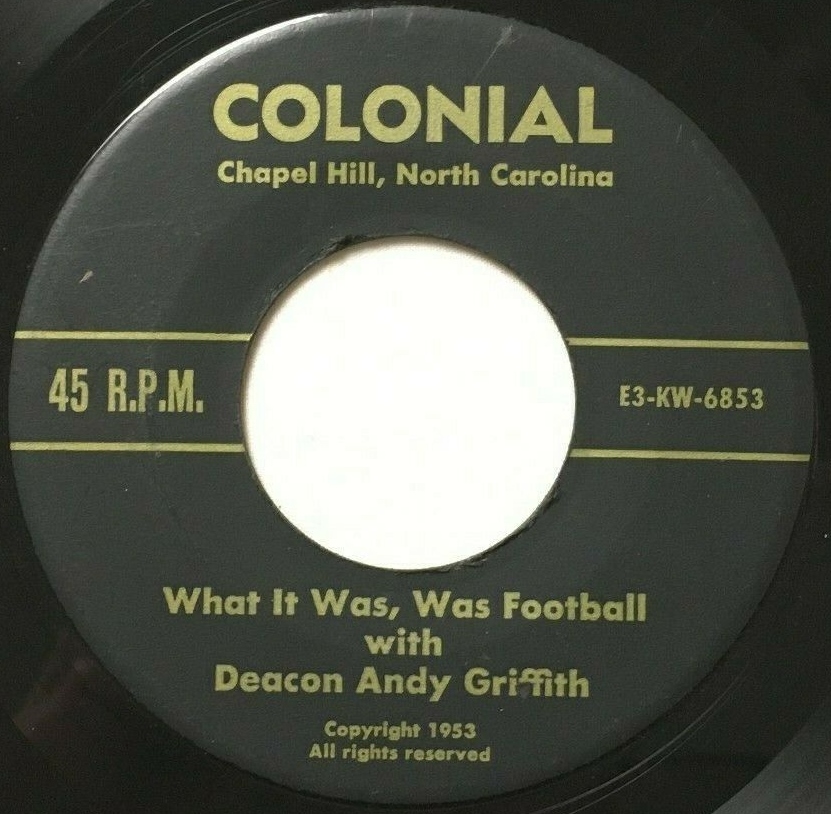 COLONIAL
Chapel Hill, North Carolina
45 R.P.M.
E3-KW-6853
What It Was, Was Football
with
Deacon Andy Griffith
Copyright 1953
All rights reserved